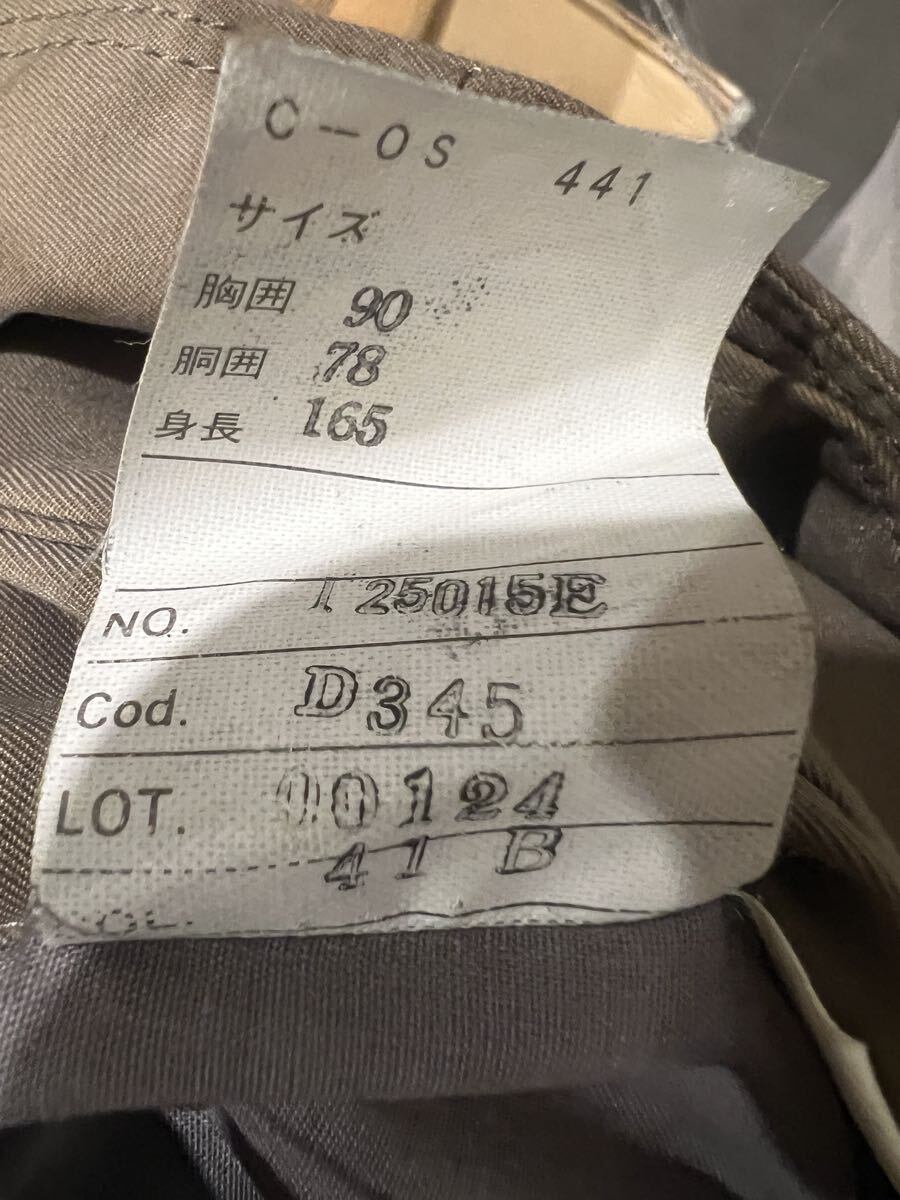 C-OS 441
サイズ
胸囲 90
胴囲 78
身長 165
NO. I25015E
Cod. D345
LOT. 00124
41 B